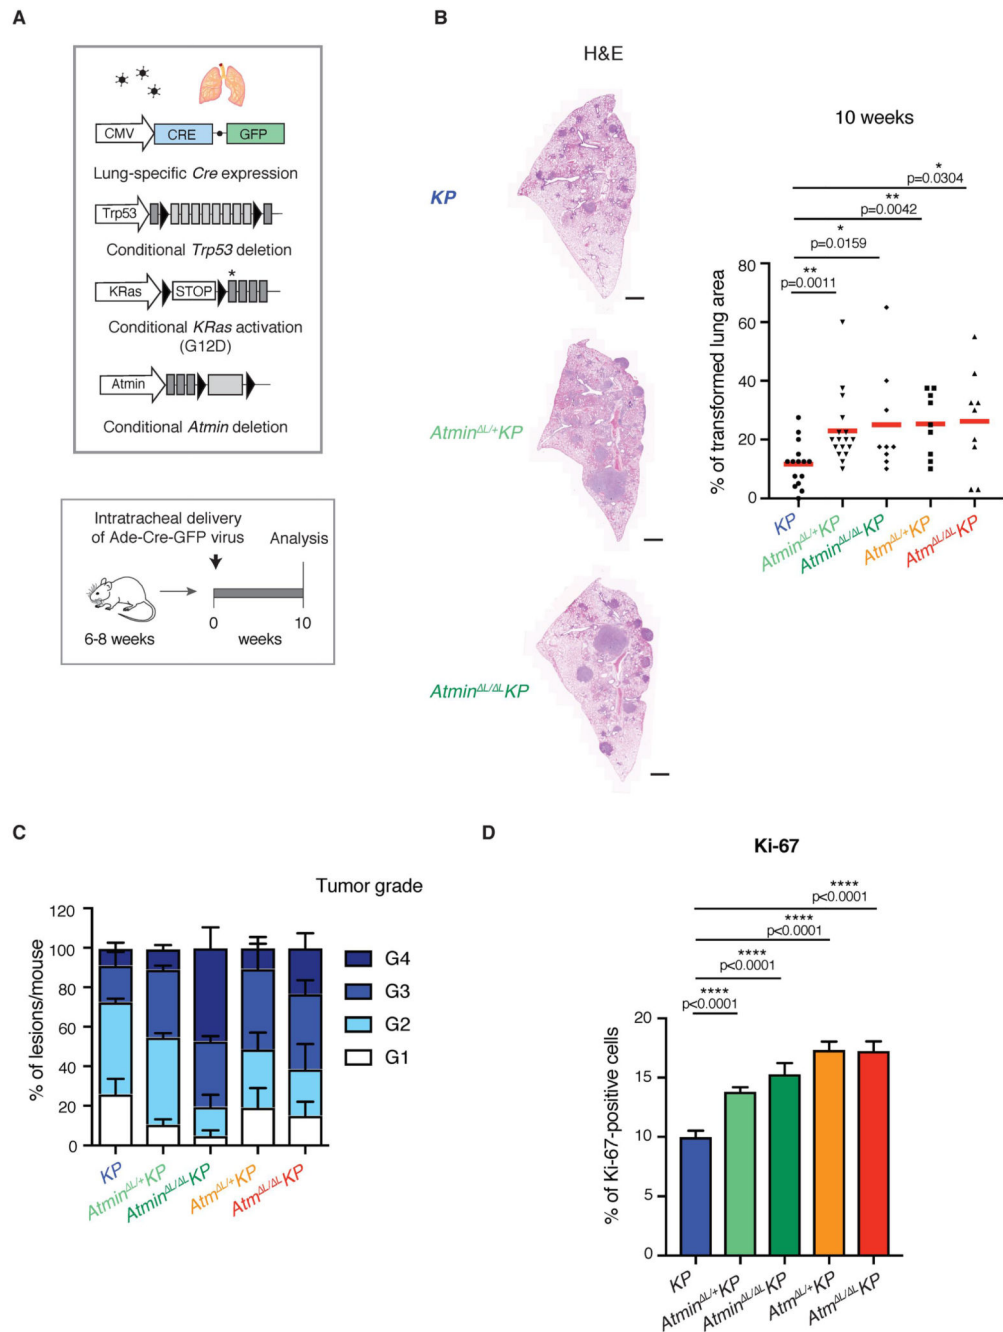 A
CMV CRE GFP
Lung-specific Cre expression
Trp53
Conditional Trp53 deletion
*
KRas STOP
Conditional KRas activation
(G12D)
Atmin
Conditional Atmin deletion
Intratracheal delivery
of Ade-Cre-GFP virus
Analysis
6-8 weeks
0 weeks 10
B
H&E
KP
AtminΔL/+KP
AtminΔL/ΔLKP
10 weeks
*
p=0.0304
**
p=0.0042
*
p=0.0159
**
p=0.0011
% of transformed lung area
80
60
40
20
0
KP
AtminΔL/+KP
AtminΔL/ΔLKP
AtmΔL/+KP
AtmΔL/ΔLKP
C
Tumor grade
% of lesions/mouse
120
100
80
60
40
20
0
G4
G3
G2
G1
KP
AtminΔL/+KP
AtminΔL/ΔLKP
AtmΔL/+KP
AtmΔL/ΔLKP
D
Ki-67
****
p<0.0001
****
p<0.0001
****
p<0.0001
****
p<0.0001
% of Ki-67-positive cells
20
15
10
5
0
KP
AtminΔL/+KP
AtminΔL/ΔLKP
AtmΔL/+KP
AtmΔL/ΔLKP